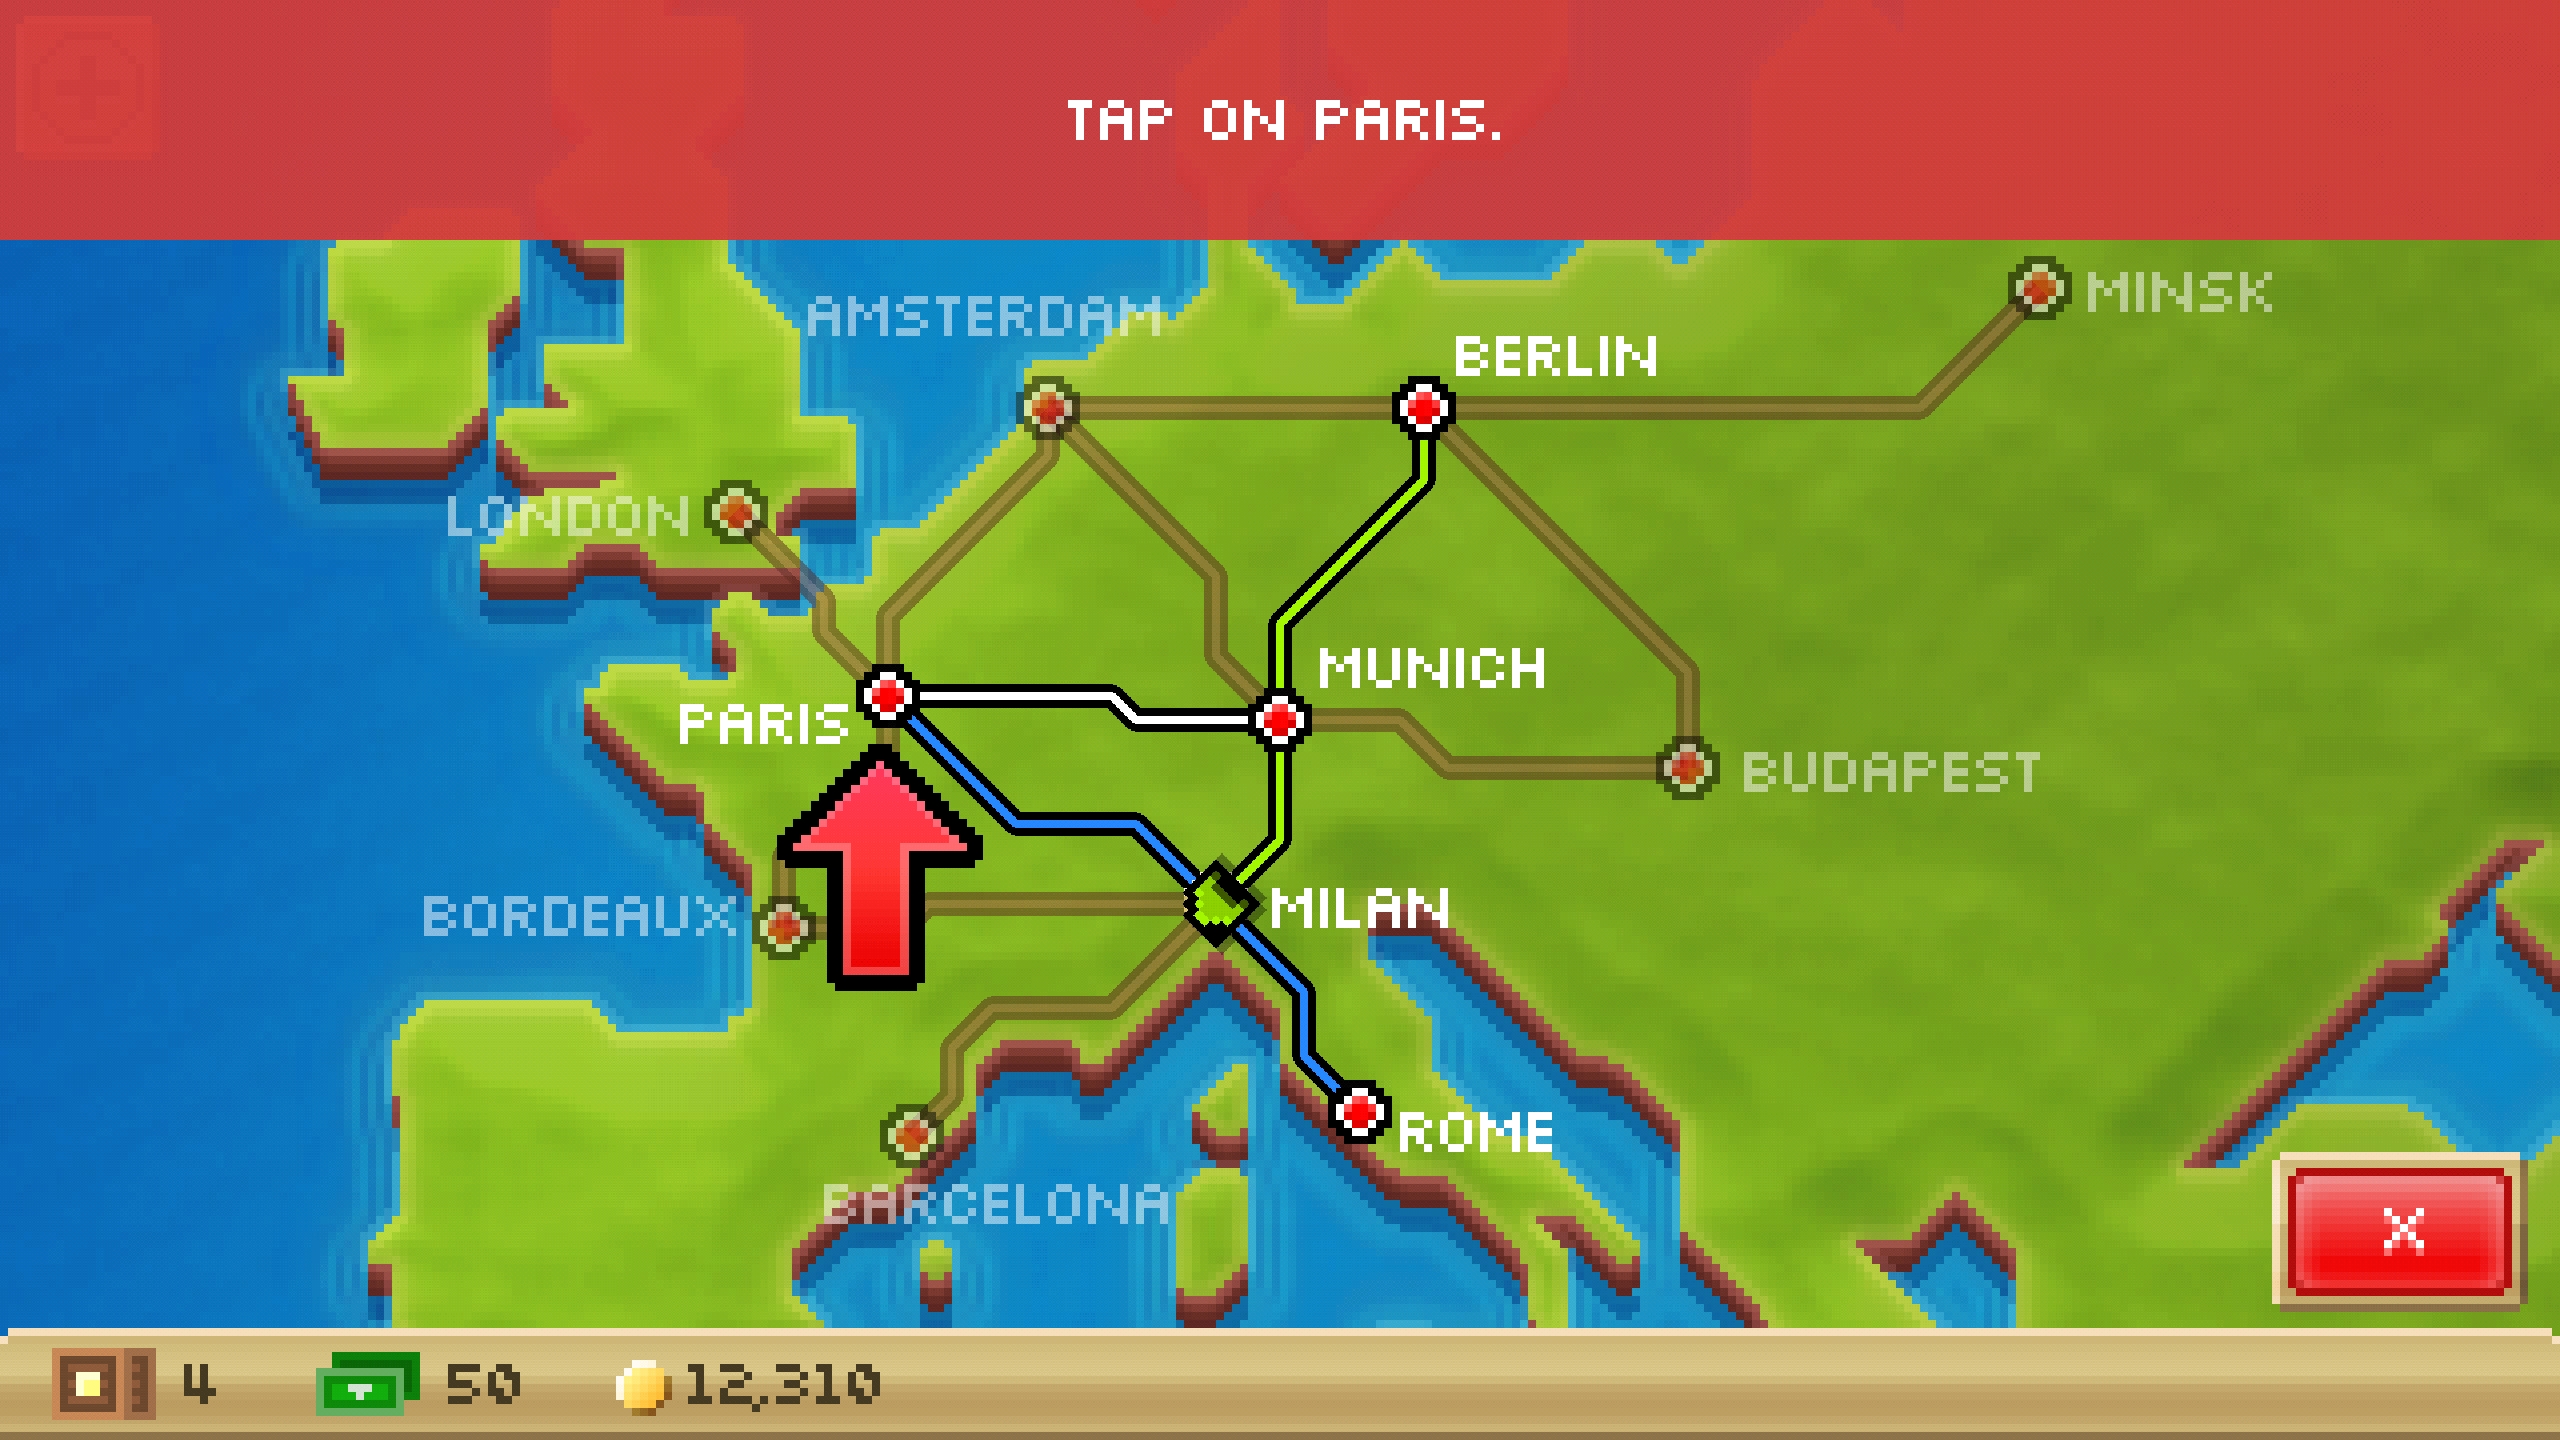 TAP ON PARIS.
AMSTERDAM
MINSK
BERLIN
LONDON
MUNICH
PARIS
BUDAPEST
BORDEAUX
MILAN
ROME
BARCELONA
X
4
50
12,310